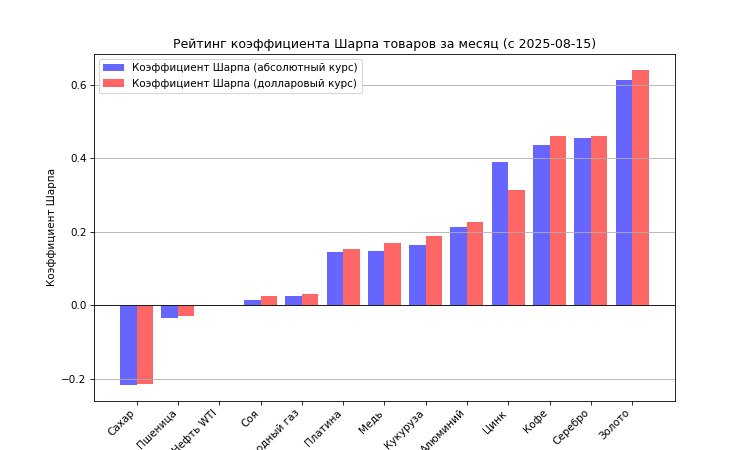 Рейтинг коэффициента Шарпа товаров за месяц (с 2025-08-15)
Коэффициент Шарпа (абсолютный курс)
Коэффициент Шарпа (долларовый курс)
Коэффициент Шарпа
0.6
0.4
0.2
0.0
−0.2
Сахар
Пшеница
Нефть WTI
Соя
одный газ
Платина
Медь
Кукуруза
Алюминий
Цинк
Кофе
Серебро
Золото